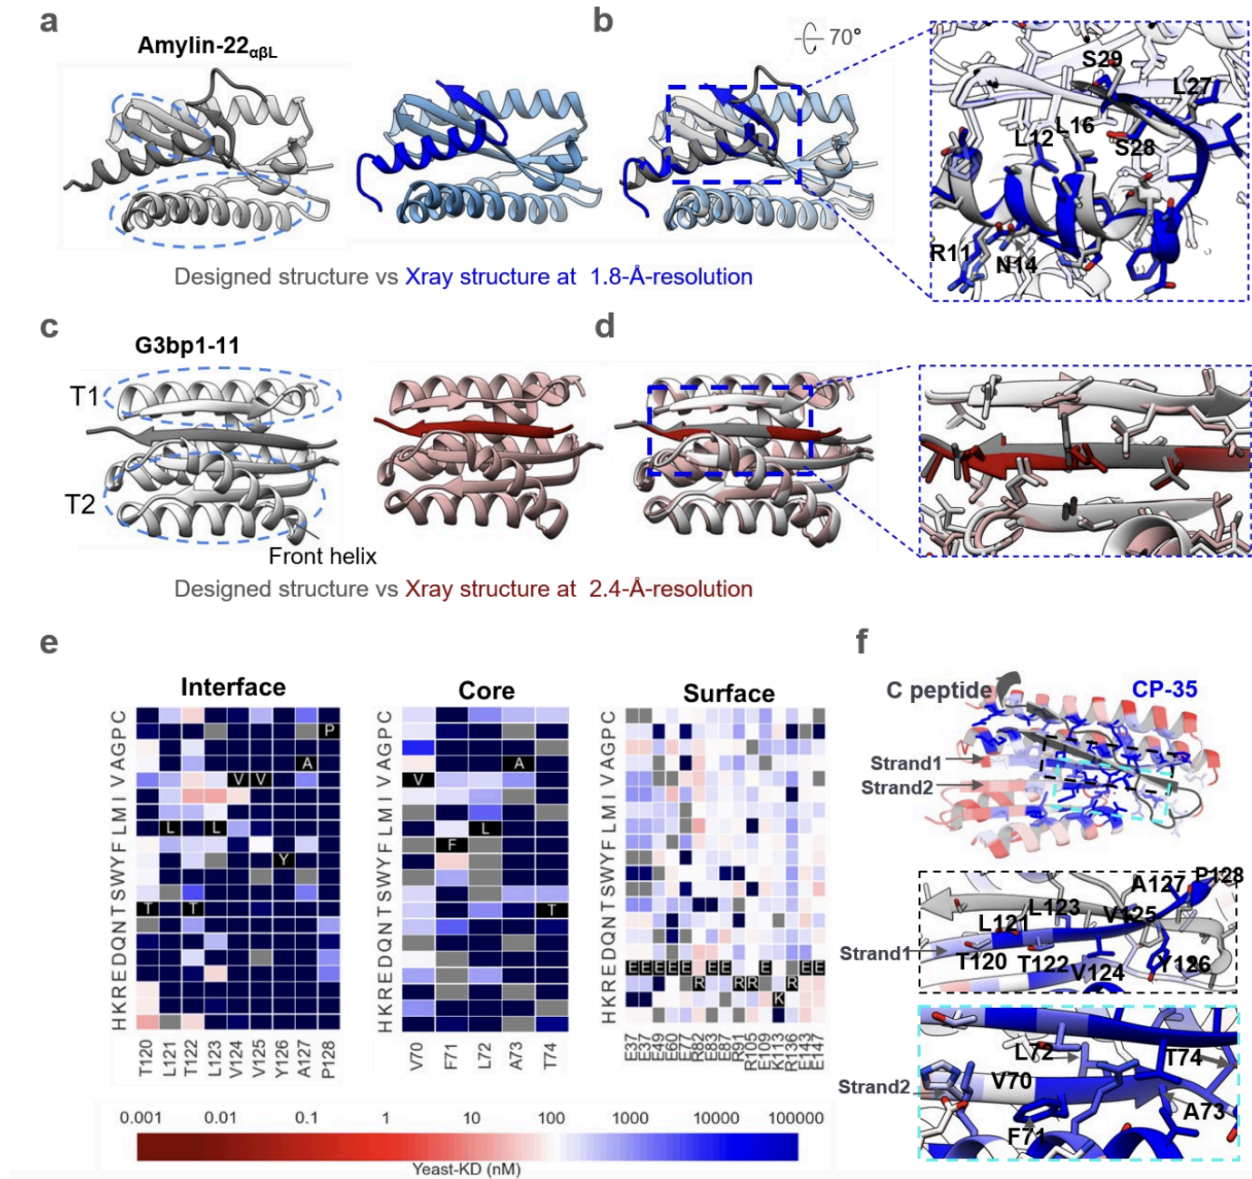 a
Amylin-22αβL
b
70°
S29
L27
L12
L16
S28
R11
N14
Designed structure vs Xray structure at 1.8-Å-resolution
c
G3bp1-11
d
T1
T2
Front helix
Designed structure vs Xray structure at 2.4-Å-resolution
e
Interface
Core
Surface
f
HKREDQNTSWYFLMIVAGPC
P
A
V V
L L
Y
T T
T120 L121 T122 L123 V124 V125 Y126 A127 P128
HKREDQNTSWYFLMIVAGPC
A
V
L
F
T
V70 F71 L72 A73 T74
HKREDQNTSWYFLMIVAGPC
E E E E E E E E E E
R R R R
K
E37 E37 E49 E60 E77 R82 E83 E87 R91 R105 E109 K113 R136 E143 E147
0.001 0.01 0.1 1 10 100 1000 10000 100000
Yeast-KD (nM)
C peptide
CP-35
Strand1
Strand2
A127
P128
L123
V125
L121
Strand1
T120
T122
V124
L72
T74
V70
Strand2
A73
F71